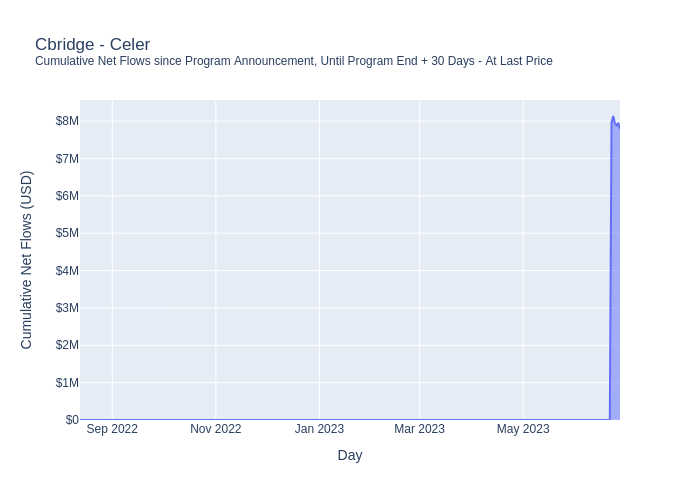 Cbridge - Celer
Cumulative Net Flows since Program Announcement, Until Program End + 30 Days - At Last Price
$8M
$7M
$6M
$5M
$4M
$3M
$2M
$1M
$0
Cumulative Net Flows (USD)
Sep 2022
Nov 2022
Jan 2023
Mar 2023
May 2023
Day